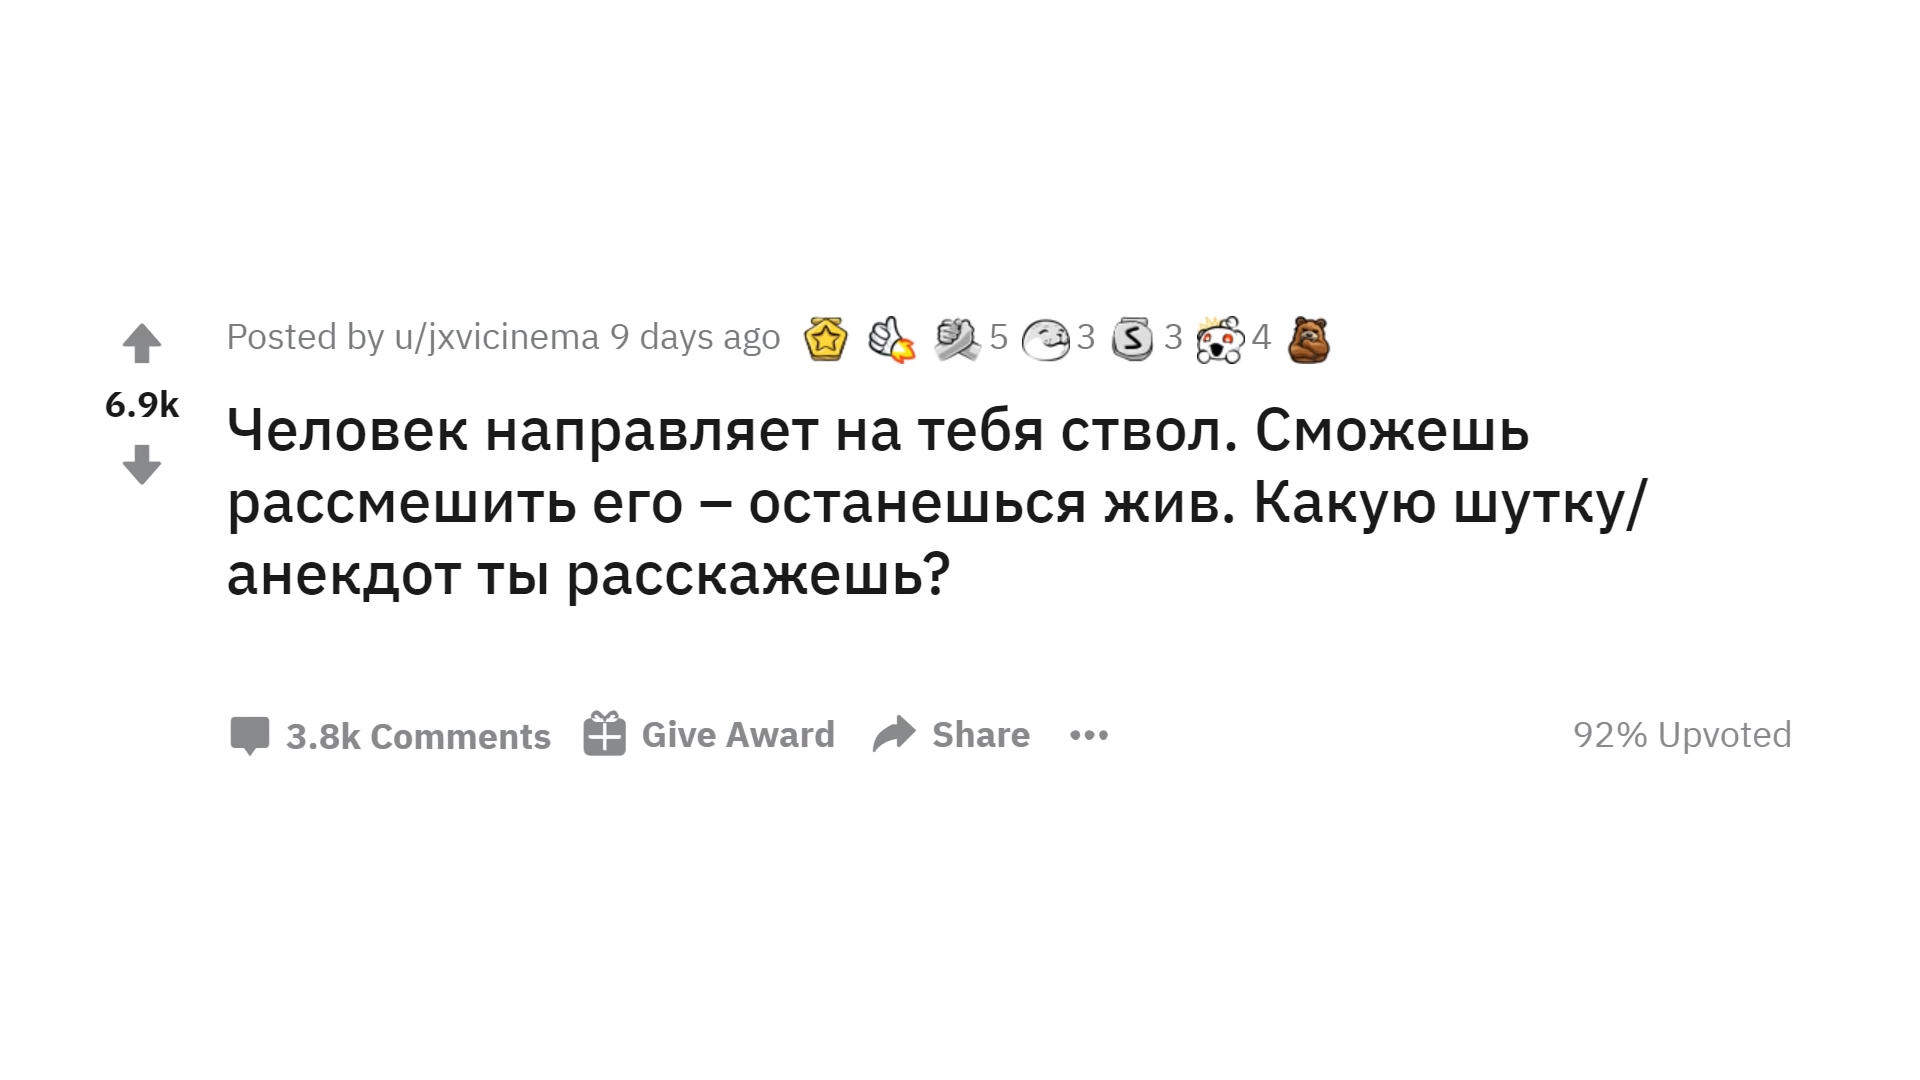 Posted by u/jxvicinema 9 days ago 5 3 S 3 4
6.9k
Человек направляет на тебя ствол. Сможешь
рассмешить его – останешься жив. Какую шутку/
анекдот ты расскажешь?
3.8k Comments Give Award Share ••• 92% Upvoted